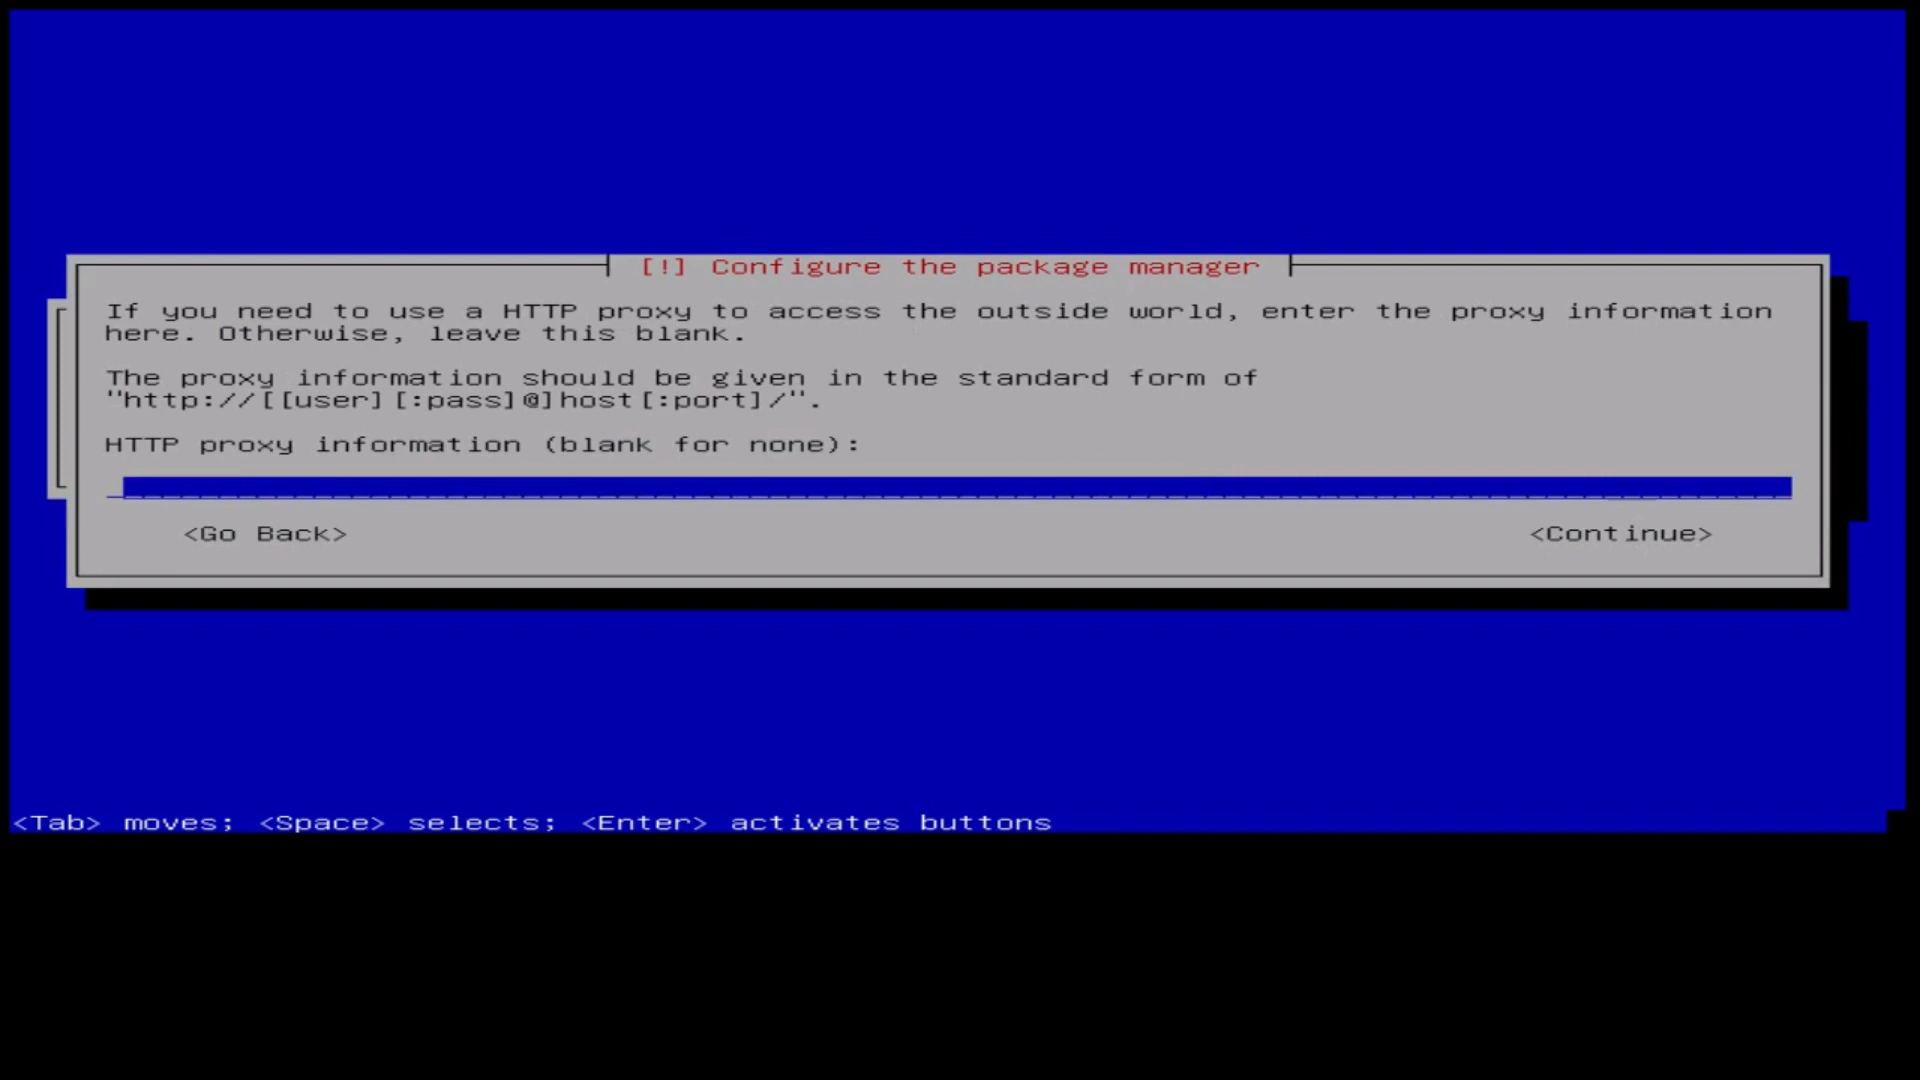 [!] Configure the package manager
If you need to use a HTTP proxy to access the outside world, enter the proxy information
here. Otherwise, leave this blank.
The proxy information should be given in the standard form of
"http://[[user][:pass]@]host[:port]/".
HTTP proxy information (blank for none):
<Go Back> <Continue>
<Tab> moves; <Space> selects; <Enter> activates buttons